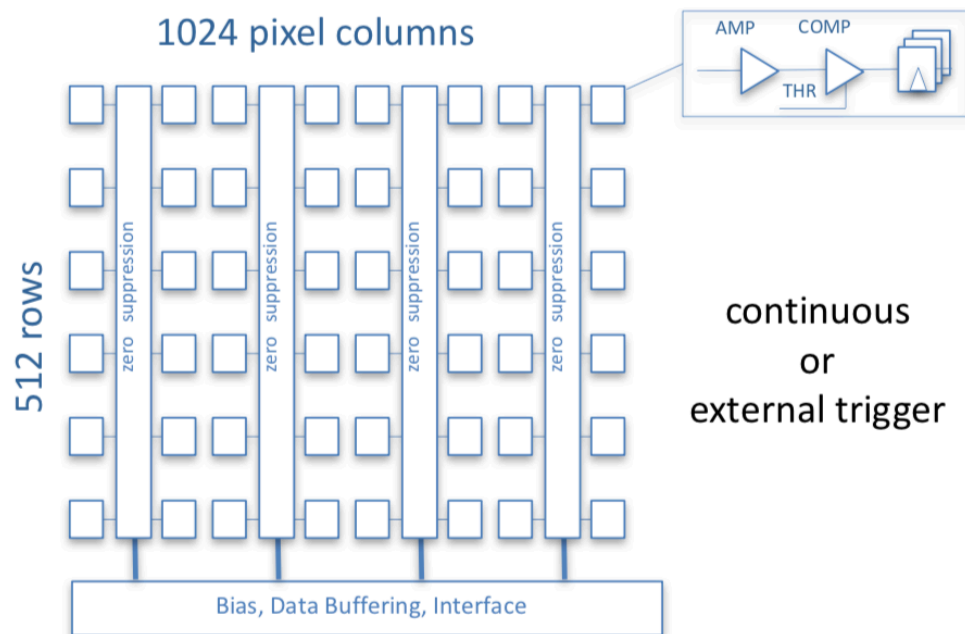 1024 pixel columns
AMP
COMP
THR
512 rows
zero suppression
zero suppression
zero suppression
zero suppression
continuous
or
external trigger
Bias, Data Buffering, Interface